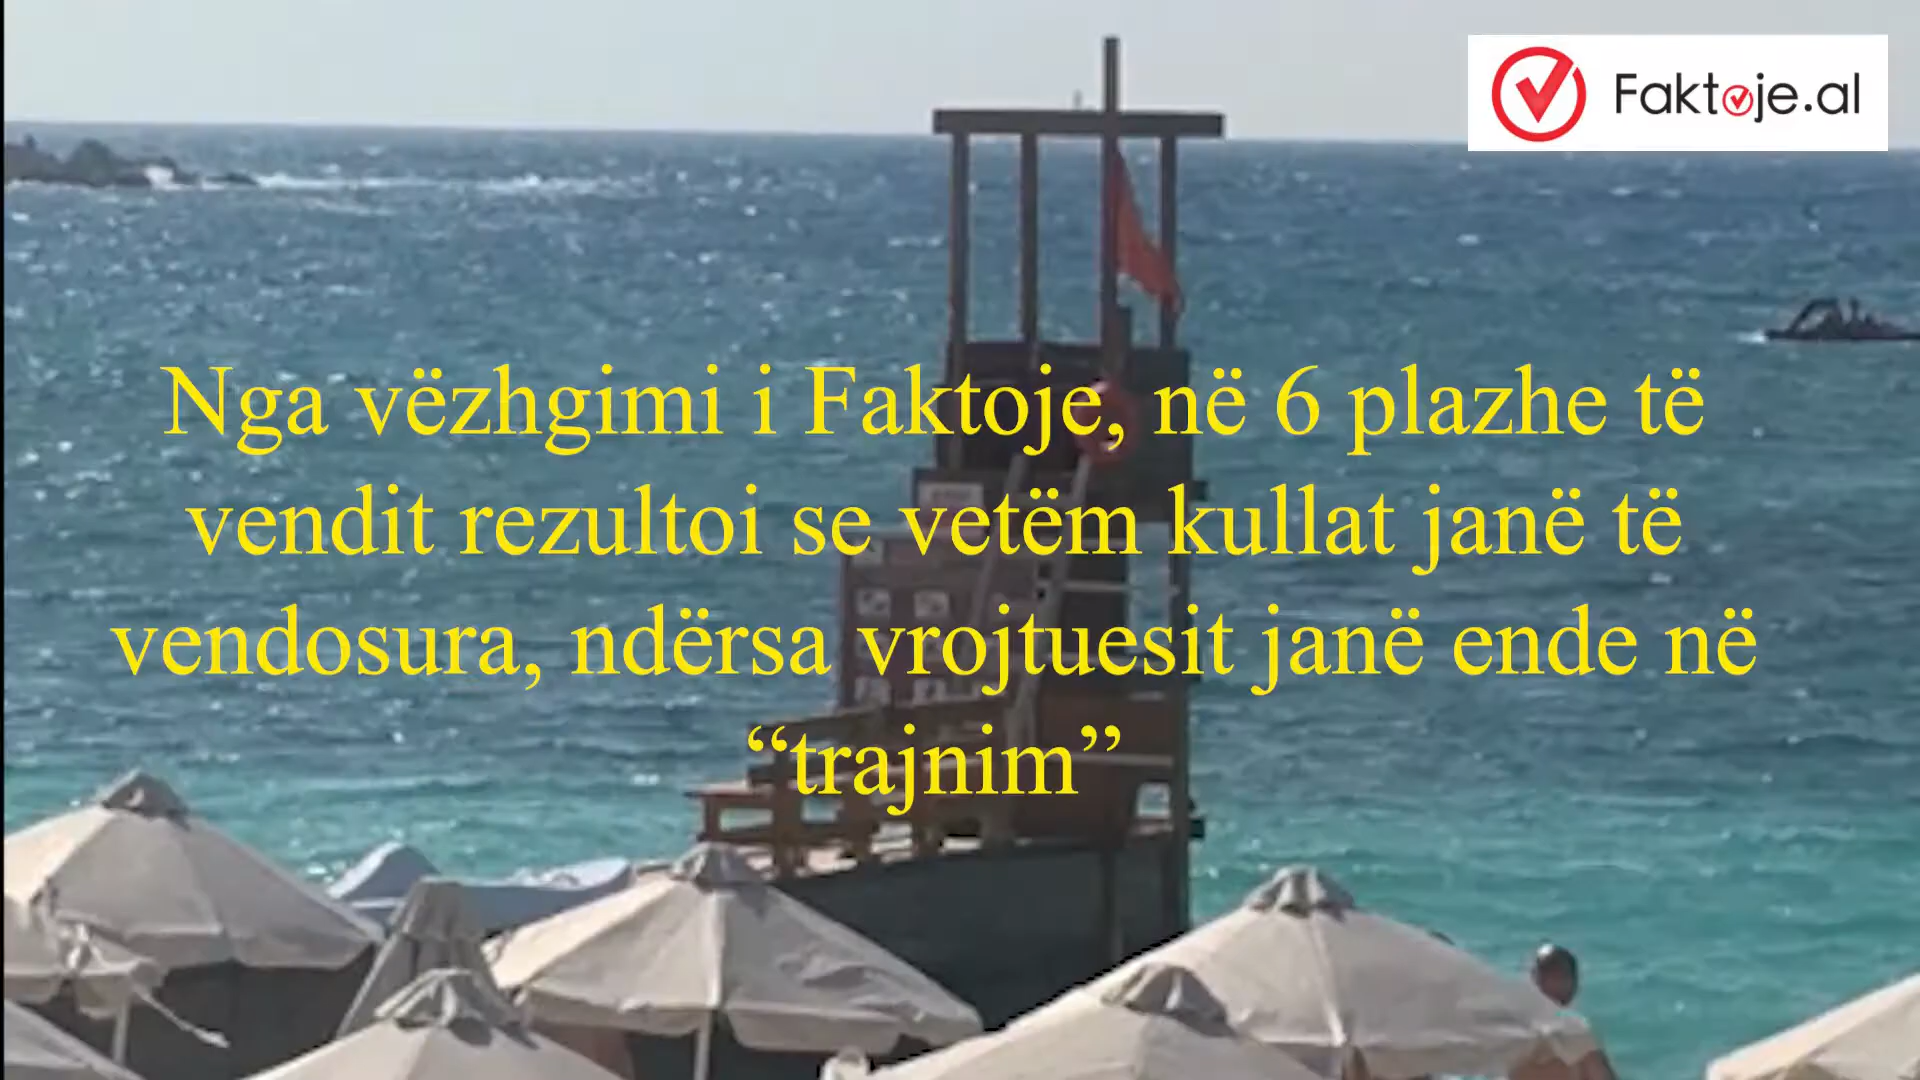 Faktoje.al
Nga vëzhgimi i Faktoje, në 6 plazhe të
vendit rezultoi se vetëm kullat janë të
vendosura, ndërsa vrojtuesit janë ende në
“trajnim”